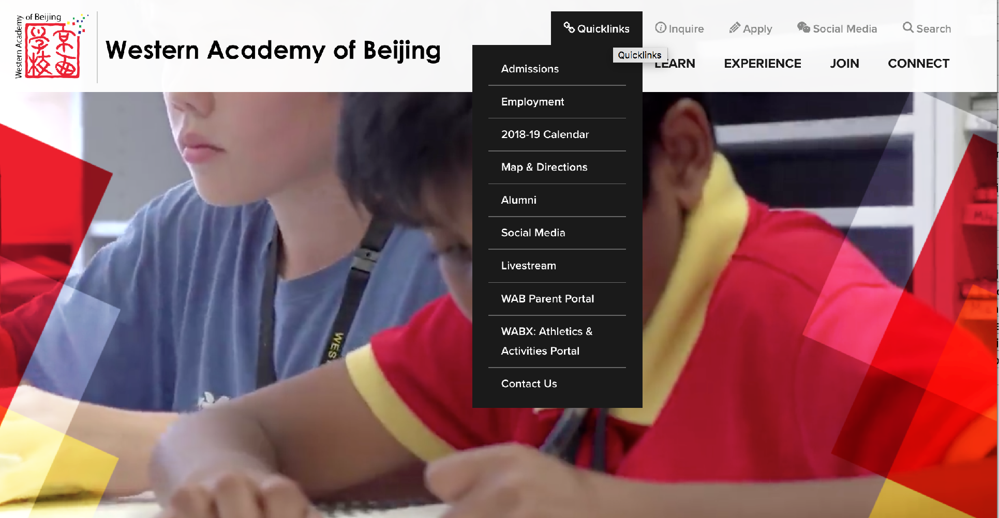 Western Academy of Beijing
学京
校西
Western Academy of Beijing
Quicklinks
Inquire
Apply
Social Media
Search
Quicklinks
LEARN
EXPERIENCE
JOIN
CONNECT
Admissions
Employment
2018-19 Calendar
Map & Directions
Alumni
Social Media
Livestream
WAB Parent Portal
WABX: Athletics &
Activities Portal
Contact Us
WES